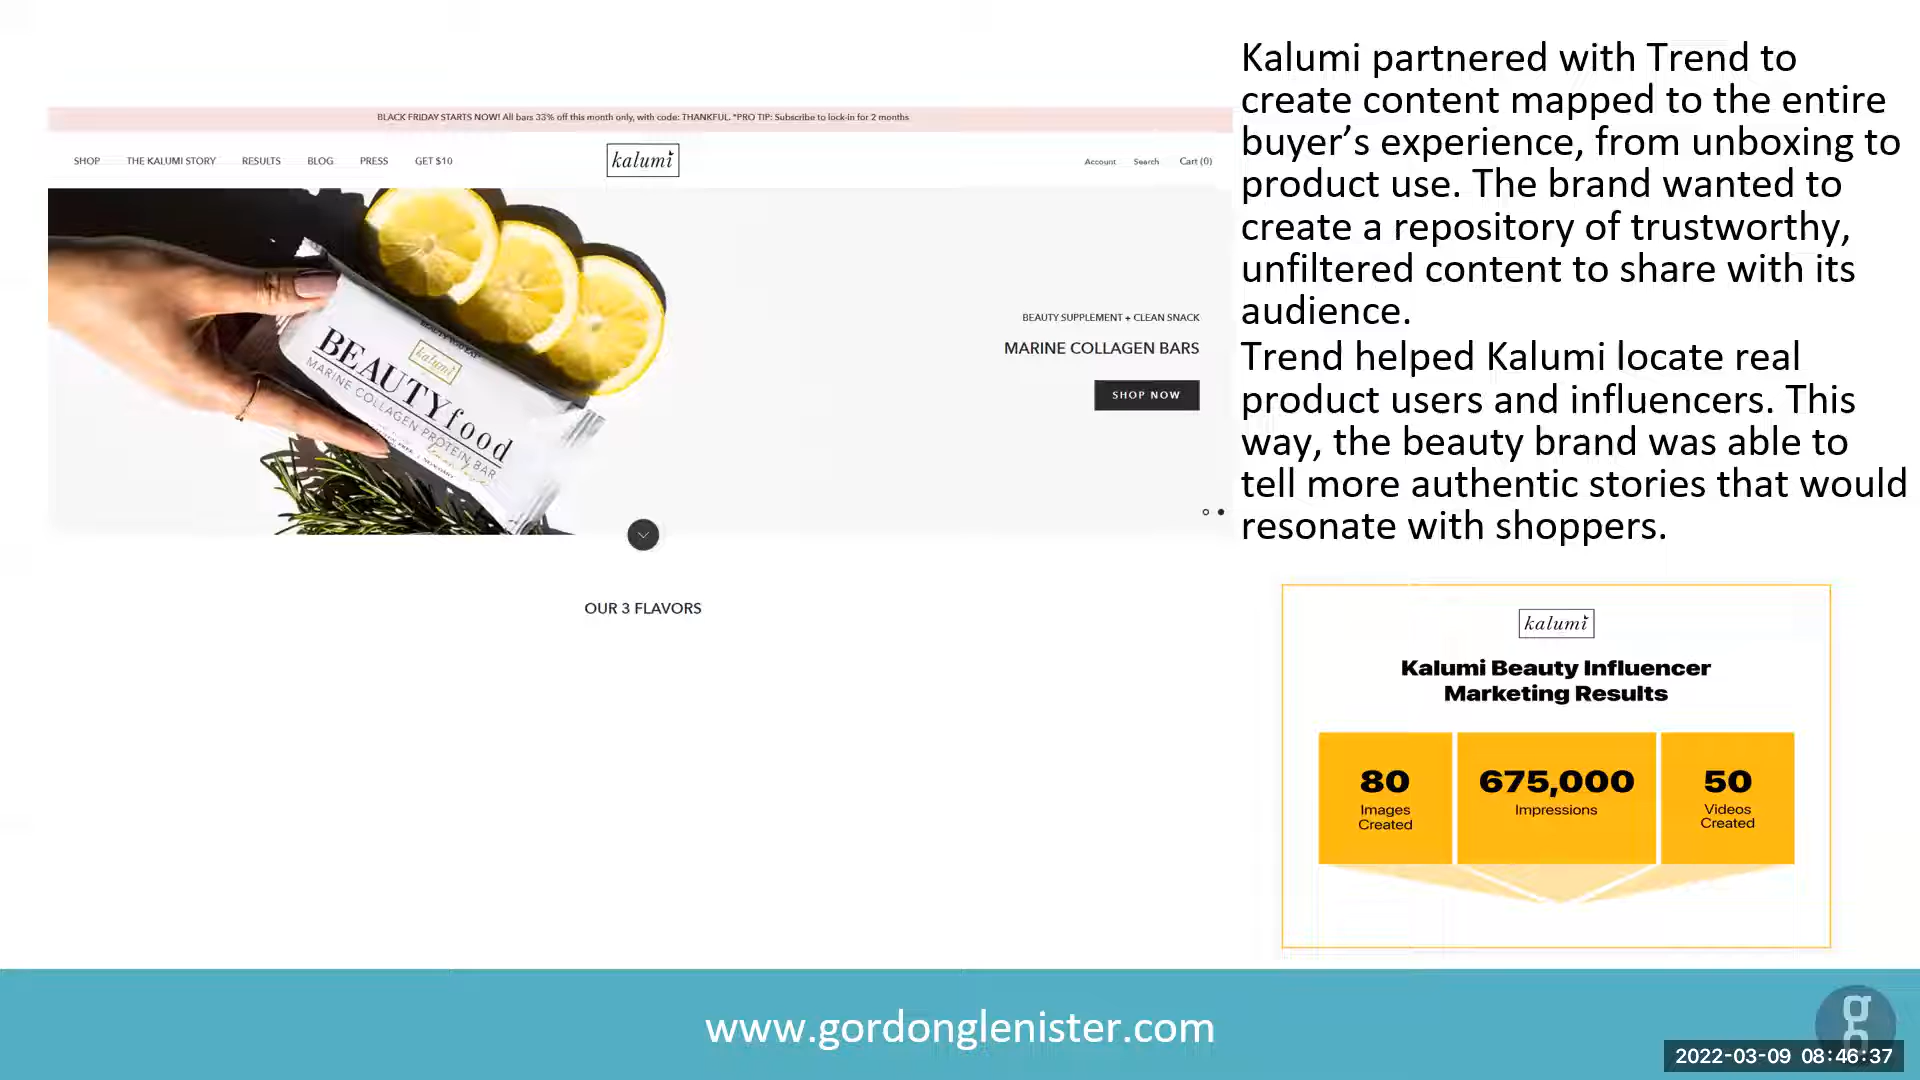 BLACK FRIDAY STARTS NOW! All bars 33% off this month only, with code: THANKFUL. *PRO TIP: Subscribe to lock-in for 2 months
SHOP THE KALUMI STORY RESULTS BLOG PRESS GET $10
kalumi
Account Search Cart (0)
kalumi
BEAUTYfood
MARINE COLLAGEN PROTEIN BAR
BEAUTY SUPPLEMENT + CLEAN SNACK
MARINE COLLAGEN BARS
SHOP NOW
OUR 3 FLAVORS
Kalumi partnered with Trend to
create content mapped to the entire
buyer’s experience, from unboxing to
product use. The brand wanted to
create a repository of trustworthy,
unfiltered content to share with its
audience.
Trend helped Kalumi locate real
product users and influencers. This
way, the beauty brand was able to
tell more authentic stories that would
resonate with shoppers.
kalumi
Kalumi Beauty Influencer
Marketing Results
80
Images
Created
675,000
Impressions
50
Videos
Created
www.gordonglenister.com
g
2022-03-09 08:46:37